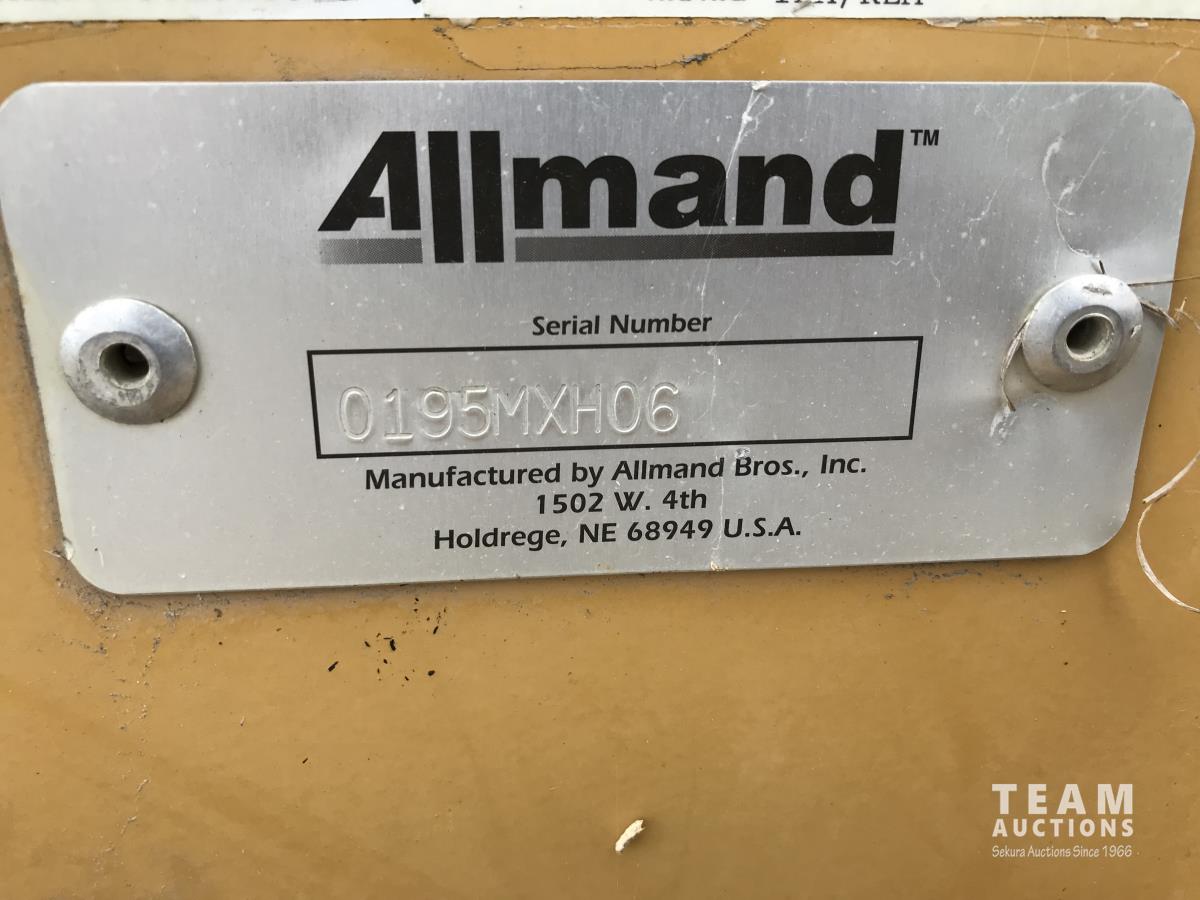 Allmand™
Serial Number
0195MXH06
Manufactured by Allmand Bros., Inc.
1502 W. 4th
Holdrege, NE 68949 U.S.A.
TEAM
AUCTIONS
Sekura Auctions Since 1966